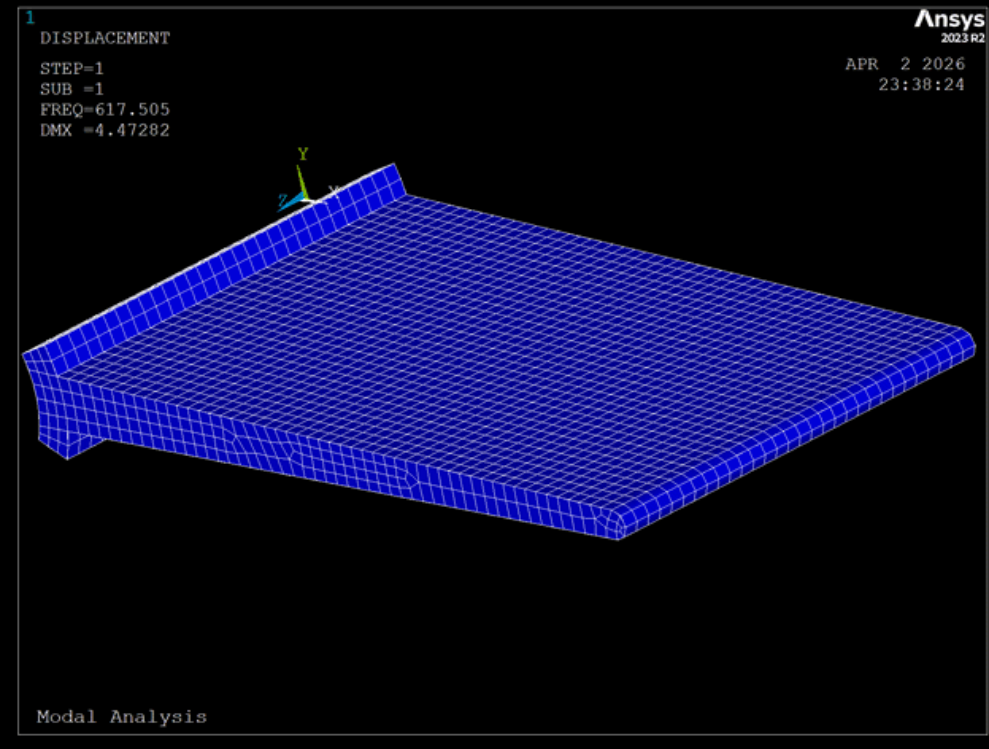 1
Ansys
2023 R2
DISPLACEMENT
STEP=1
SUB =1
FREQ=617.505
DMX =4.47282
APR  2 2026
23:38:24
Y
Z
X
Modal Analysis